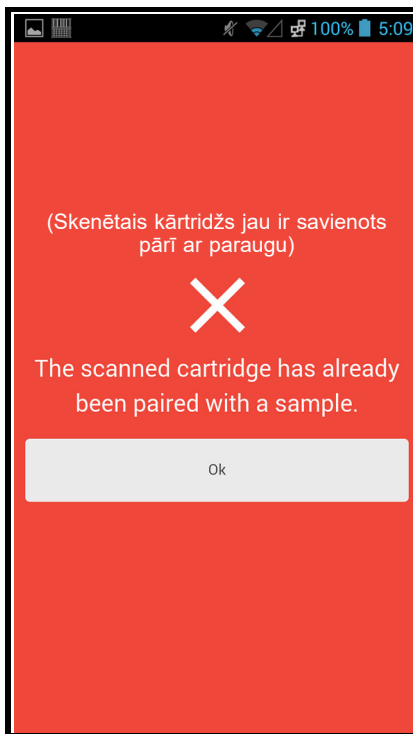 100% 5:09
(Skenētais kārtridžs jau ir savienots
pārī ar paraugu)
The scanned cartridge has already
been paired with a sample.
Ok